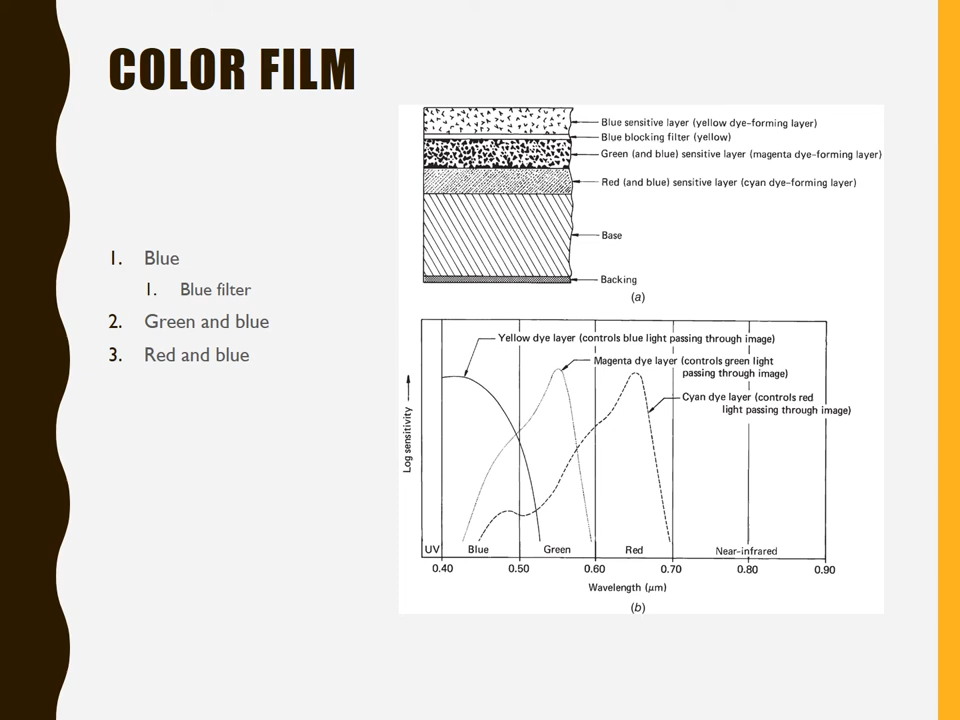 COLOR FILM
1. Blue
1. Blue filter
2. Green and blue
3. Red and blue
Blue sensitive layer (yellow dye-forming layer)
Blue blocking filter (yellow)
Green (and blue) sensitive layer (magenta dye-forming layer)
Red (and blue) sensitive layer (cyan dye-forming layer)
Base
Backing
(a)
Yellow dye layer (controls blue light passing through image)
Magenta dye layer (controls green light
passing through image)
Cyan dye layer (controls red
light passing through image)
Log sensitivity
UV Blue Green Red Near-infrared
0.40 0.50 0.60 0.70 0.80 0.90
Wavelength (μm)
(b)